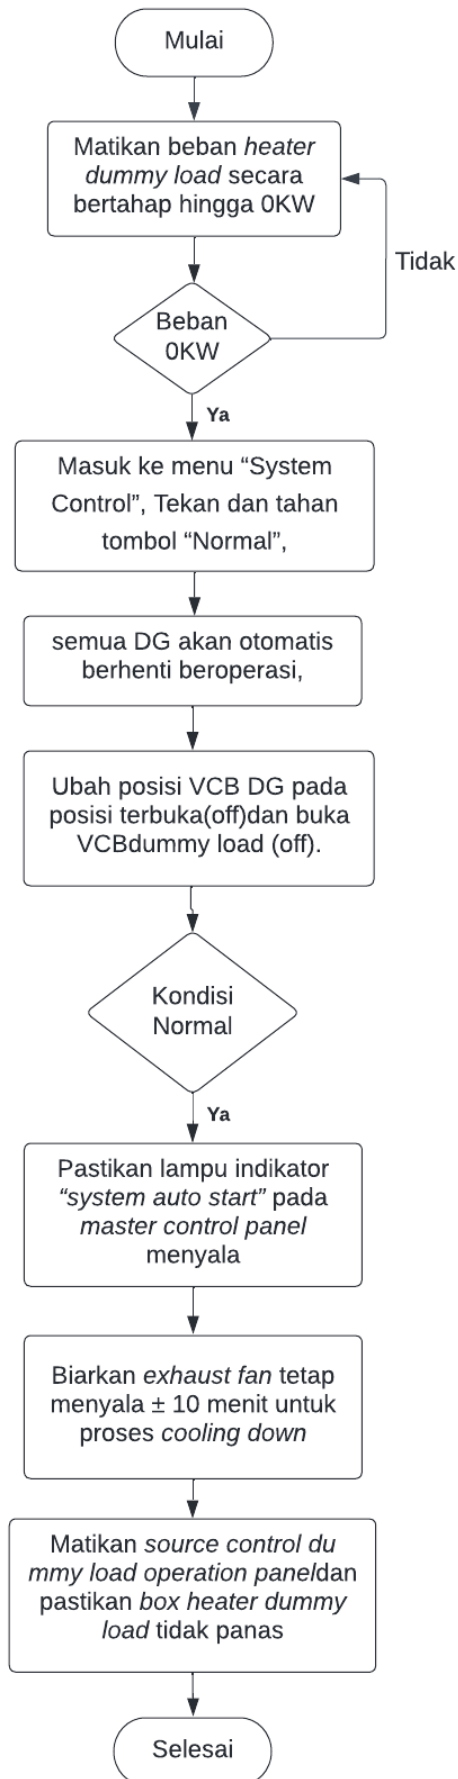 Mulai
Matikan beban heater
dummy load secara
bertahap hingga 0KW
Tidak
Beban
0KW
Ya
Masuk ke menu “System
Control”, Tekan dan tahan
tombol “Normal”,
semua DG akan otomatis
berhenti beroperasi,
Ubah posisi VCB DG pada
posisi terbuka(off)dan buka
VCBdummy load (off).
Kondisi
Normal
Ya
Pastikan lampu indikator
“system auto start” pada
master control panel
menyala
Biarkan exhaust fan tetap
menyala ± 10 menit untuk
proses cooling down
Matikan source control du
mmy load operation paneldan
pastikan box heater dummy
load tidak panas
Selesai